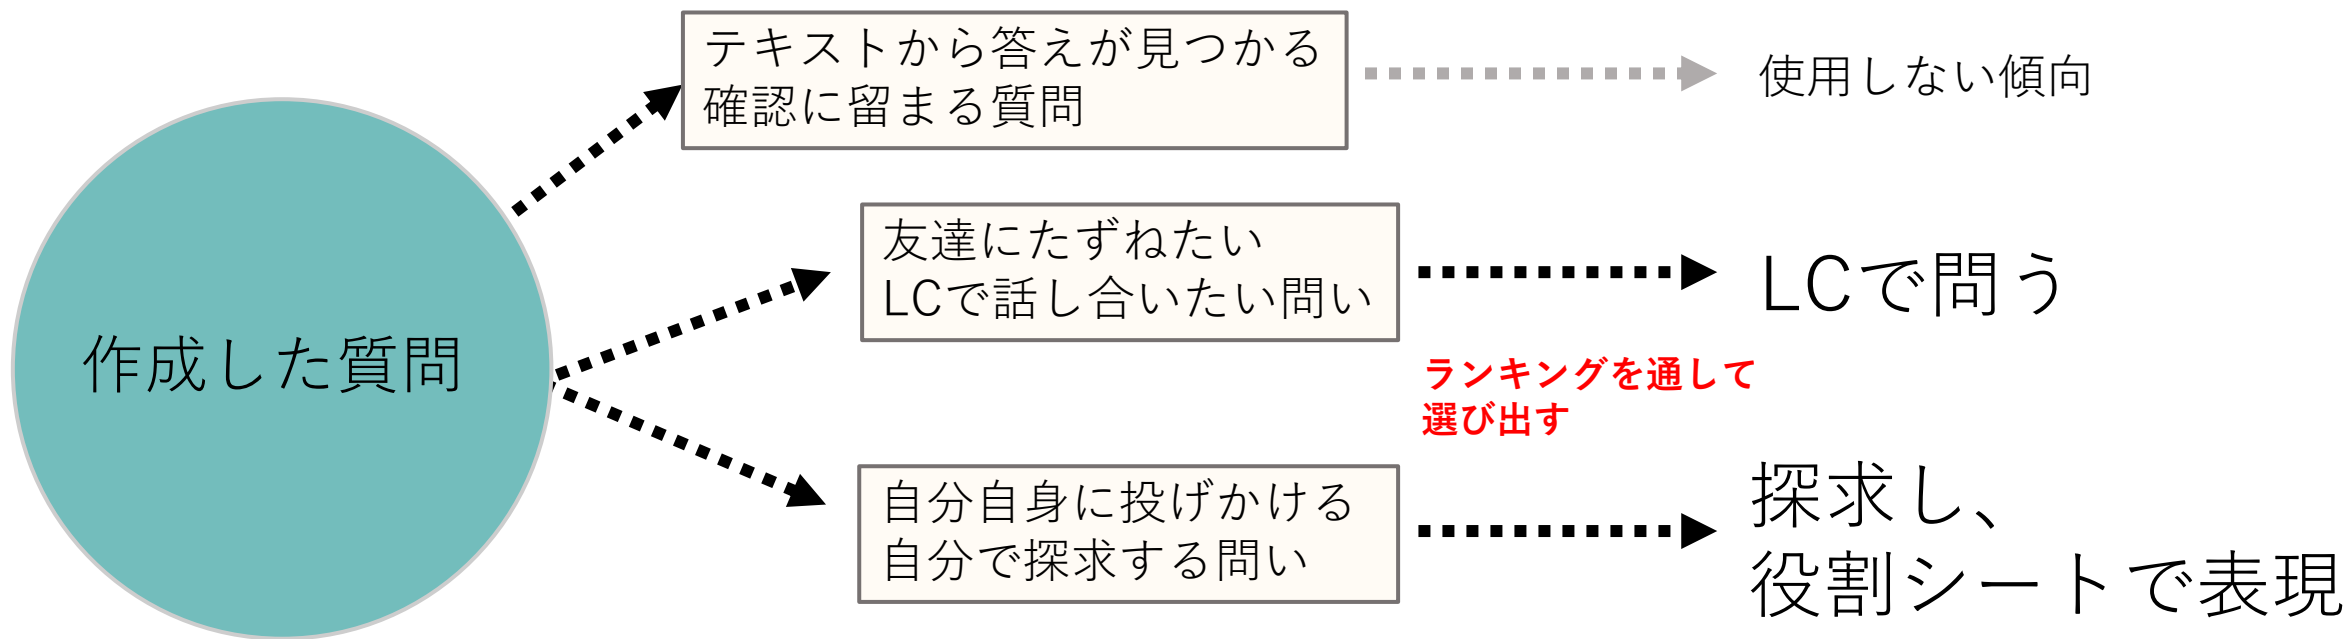 作成した質問
テキストから答えが見つかる
確認に留まる質問
使用しない傾向
友達にたずねたい
LCで話し合いたい問い
LCで問う
ランキングを通して
選び出す
自分自身に投げかける
自分で探求する問い
探求し、
役割シートで表現